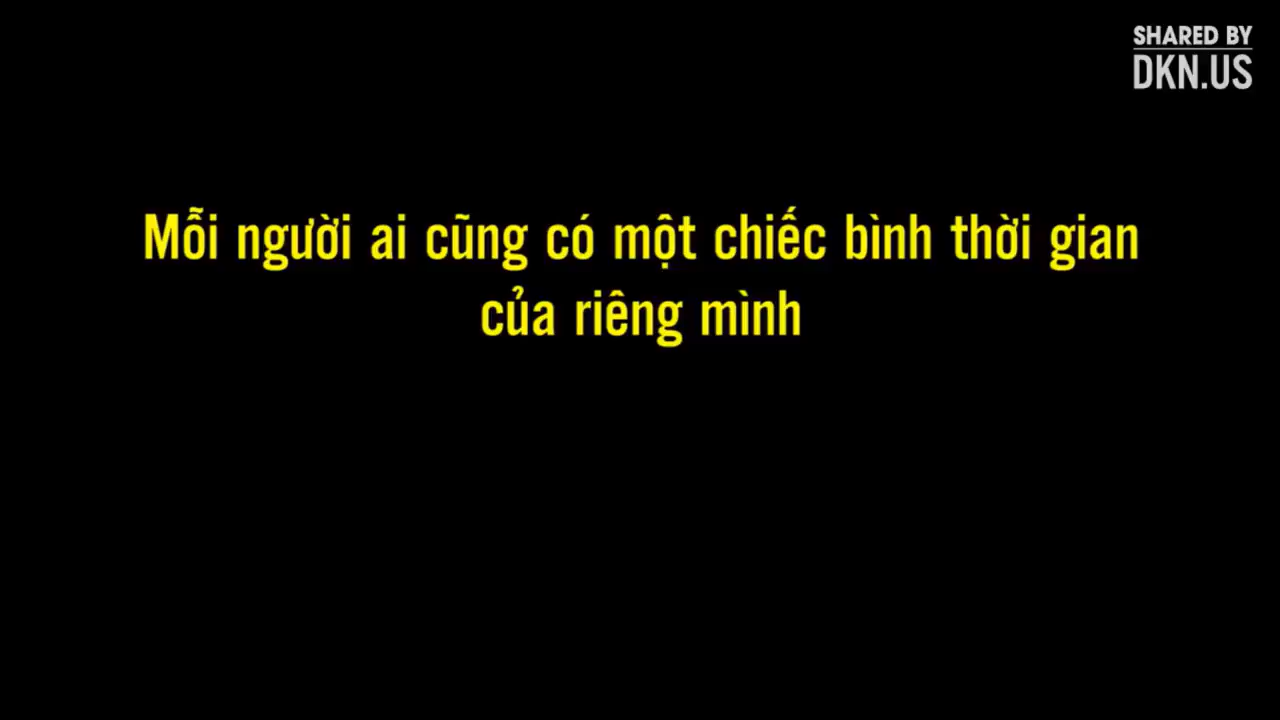 SHARED BY
DKN.US
Mỗi người ai cũng có một chiếc bình thời gian
của riêng mình